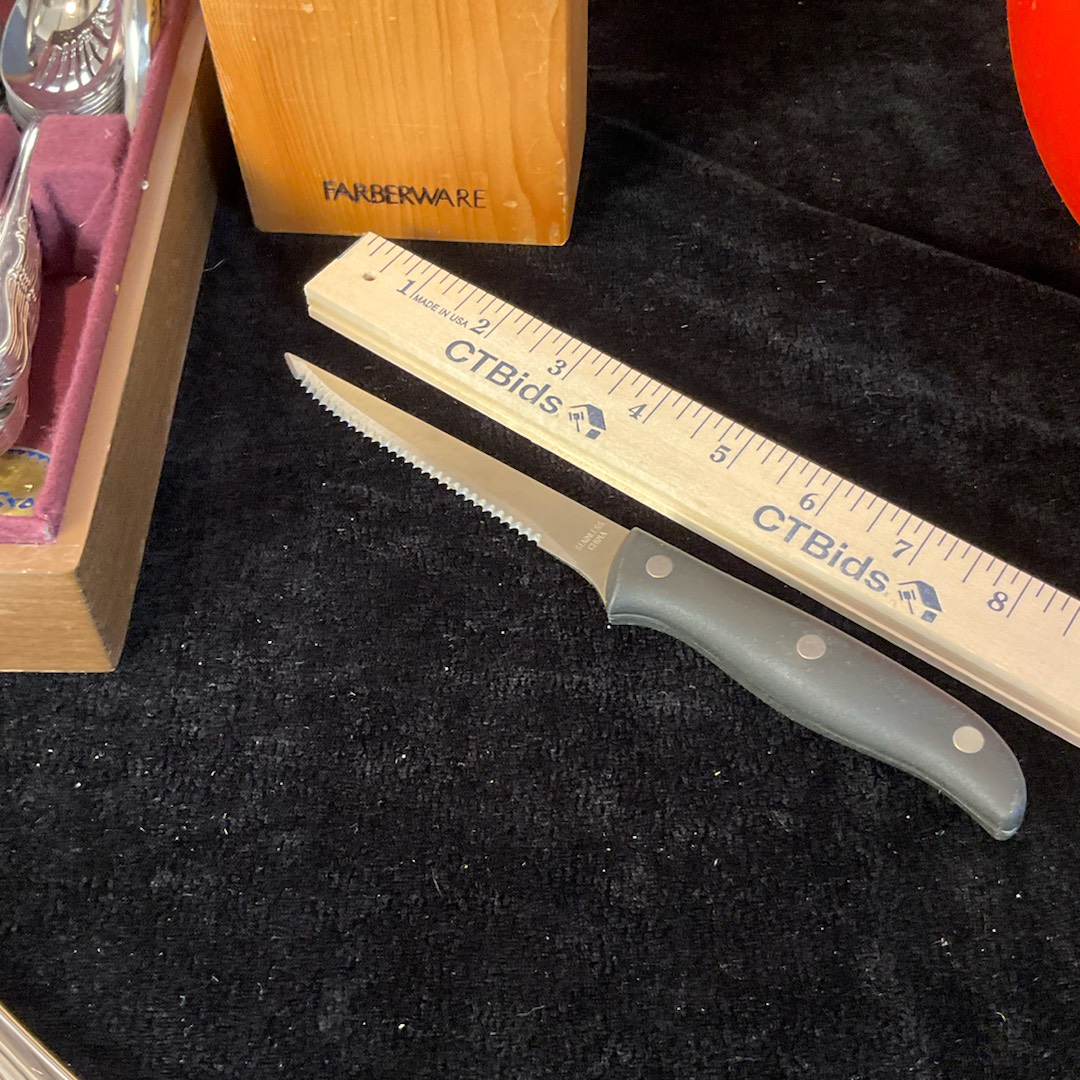 FARBERWARE
1 MADE IN USA 2 3 4 5 6 7 8
CTBids
CTBids